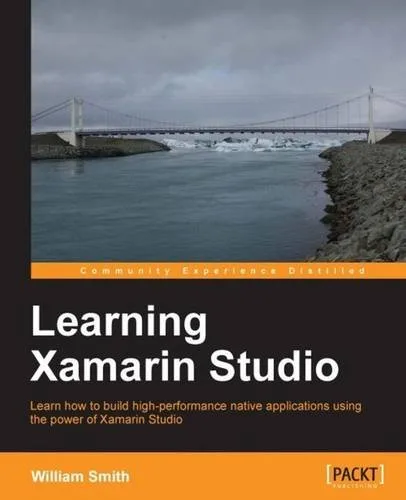 Community Experience Distilled
Learning
Xamarin Studio
Learn how to build high-performance native applications using
the power of Xamarin Studio
William Smith
[PACKT]
PUBLISHING